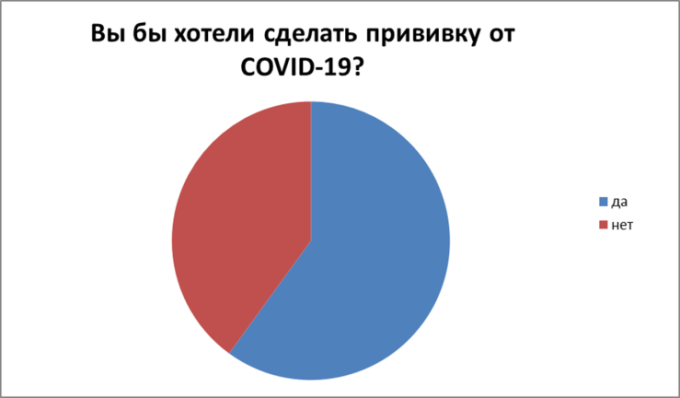 Вы бы хотели сделать прививку от
COVID-19?
да
нет